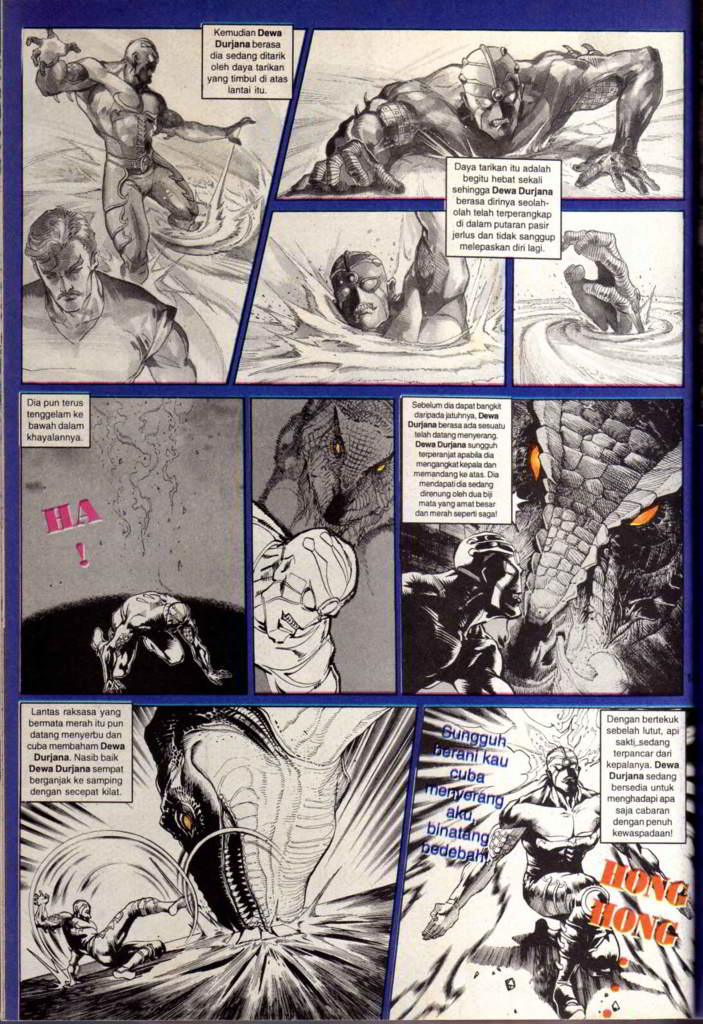 Kemudian Dewa
Durjana berasa
dia sedang ditarik
oleh daya tarikan
yang timbul di atas
lantai itu.
Daya tarikan itu adalah
begitu hebat sekali
sehingga Dewa Durjana
berasa dirinya seolah-
olah telah terperangkap
di dalam putaran pasir
jerlus dan tidak sanggup
melepaskan diri lagi.
Dia pun terus
tenggelam ke
bawah dalam
khayalannya.
HA
!
Sebelum dia dapat bangkit
daripada jatuhnya, Dewa
Durjana berasa ada sesuatu
telah datang menyerang.
Dewa Durjana sungguh
terperanjat apabila dia
mengangkat kepala dan
memandang ke atas. Dia
mendapati dia sedang
direnung oleh dua biji
mata yang amat besar
dan merah seperti saga!
Lantas raksasa yang
bermata merah itu pun
datang menyerbu dan
cuba membaham Dewa
Durjana. Nasib baik
Dewa Durjana sempat
berganjak ke samping
dengan secepat kilat.
Sungguh
berani kau
cuba
menyerang
aku,
binatang
bedebah!
Dengan bertekuk
sebelah lutut, api
sakti sedang
terpancar dari
kepalanya. Dewa
Durjana sedang
bersedia untuk
menghadapi apa
saja cabaran
dengan penuh
kewaspadaan!
HONG
HONG